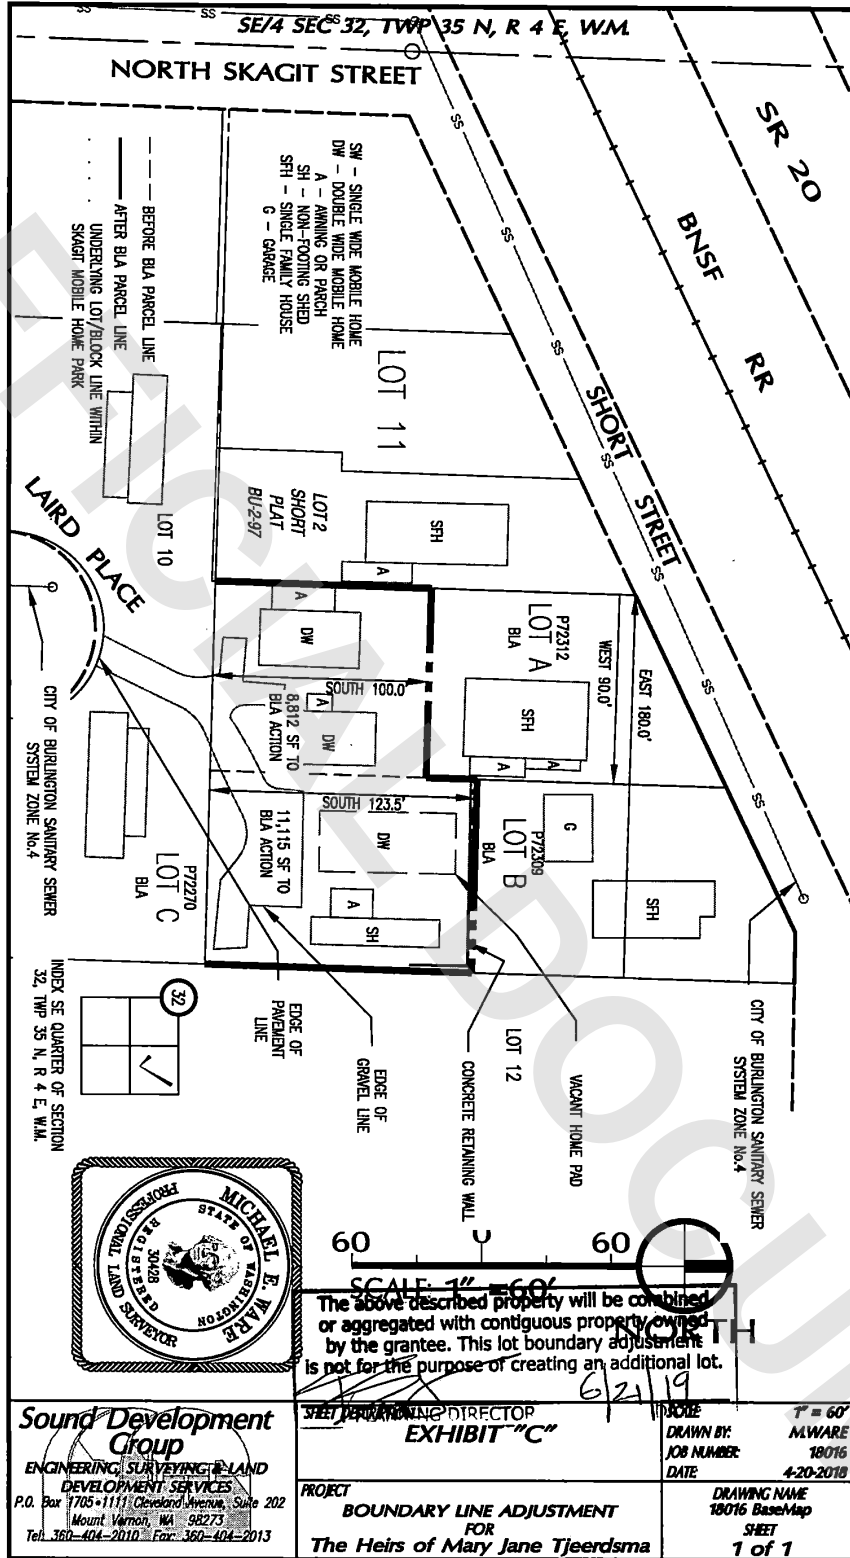 SE/4 SEC 32, TWP 35 N, R 4 E, W.M.
SS
SS
SS
NORTH SKAGIT STREET
SR 20
BNSF
RR
SHORT STREET
SS
SS
SS
SS
SS
SS
SS
SW - SINGLE WIDE MOBILE HOME
DW - DOUBLE WIDE MOBILE HOME
A - AWNING OR PARCH
SH - NON-FOOTING SHED
SFH - SINGLE FAMILY HOUSE
G - GARAGE
BEFORE BLA PARCEL LINE
AFTER BLA PARCEL LINE
UNDERLYING LOT/BLOCK LINE WITHIN
SKAGIT MOBILE HOME PARK
LOT 11
LOT 2
SHORT
PLAT
BU-2-97
SFH
A
LOT 10
LAIRD PLACE
A
DW
SOUTH 100.0'
8,812 SF TO
BLA ACTION
A
DW
P72312
LOT A
BLA
WEST 90.0'
EAST 180.0'
SFH
A
A
SOUTH 123.5'
11,115 SF TO
BLA ACTION
DW
A
SH
P72309
LOT B
BLA
G
SFH
P72270
LOT C
BLA
CITY OF BURLINGTON SANITARY SEWER
SYSTEM ZONE No.4
INDEX SE QUARTER OF SECTION
32, TWP 35 N, R 4 E, W.M.
32
EDGE OF
PAVEMENT
LINE
EDGE OF
GRAVEL LINE
LOT 12
CONCRETE RETAINING WALL
VACANT HOME PAD
CITY OF BURLINGTON SANITARY SEWER
SYSTEM ZONE No.4
MICHAEL E. WARE
STATE OF WASHINGTON
30428
REGISTERED
PROFESSIONAL LAND SURVEYOR
60 0 60
SCALE: 1" = 60'
NORTH
The above described property will be combined
or aggregated with contiguous property owned
by the grantee. This lot boundary adjustment
is not for the purpose of creating an additional lot.
6/21/19
PLANNING DIRECTOR
Sound Development
Group
ENGINEERING, SURVEYING & LAND
DEVELOPMENT SERVICES
P.O. Box 1705•1111 Cleveland Avenue, Suite 202
Mount Vernon, WA 98273
Tel: 360-404-2010 Fax: 360-404-2013
EXHIBIT "C"
SCALE: 1" = 60'
DRAWN BY: M.WARE
JOB NUMBER: 18016
DATE 4-20-2018
PROJECT
BOUNDARY LINE ADJUSTMENT
FOR
The Heirs of Mary Jane Tjeerdsma
DRAWING NAME
18016 BaseMap
SHEET
1 of 1